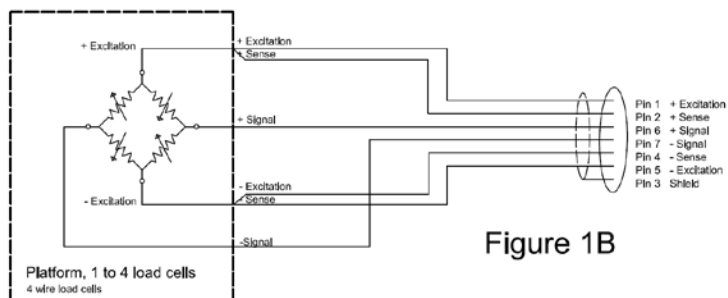 + Excitation
+ Excitation
+ Sense
+ Signal
- Excitation
- Excitation
- Sense
-Signal
Platform, 1 to 4 load cells
4 wire load cells
Pin 1 + Excitation
Pin 2 + Sense
Pin 6 + Signal
Pin 7 - Signal
Pin 4 - Sense
Pin 5 - Excitation
Pin 3 Shield
Figure 1B